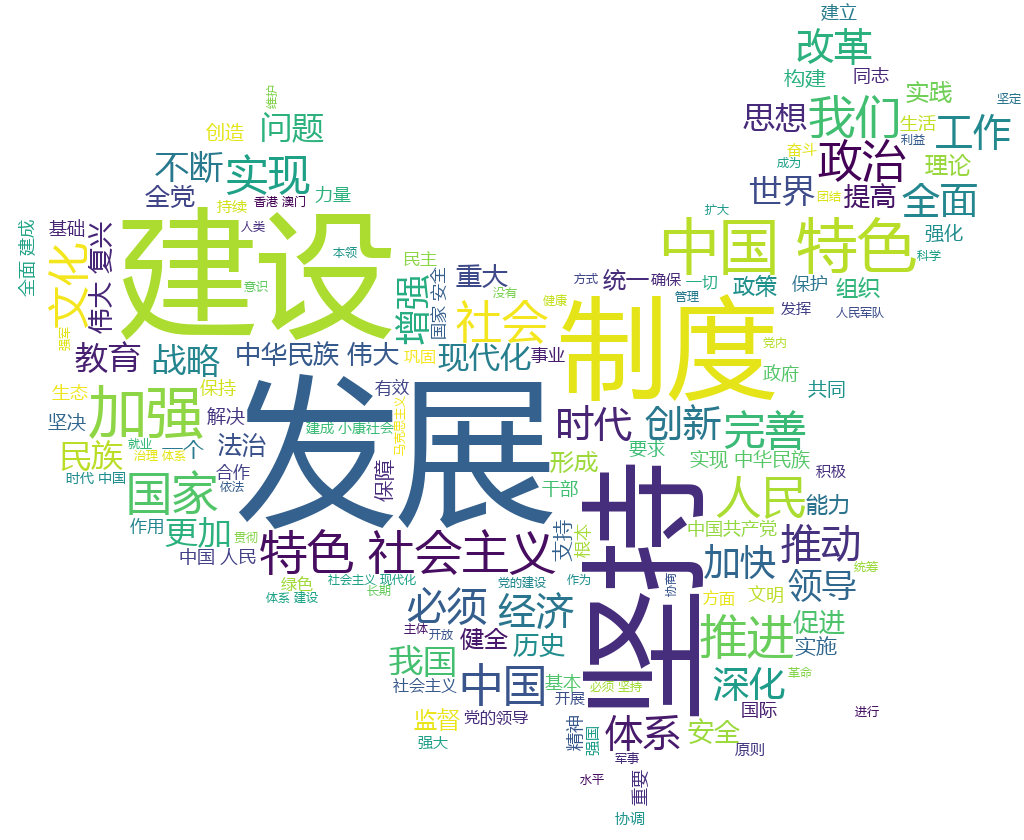 建立
改革
构建
同志
维护
实践
坚定
创造
问题
思想
我们
生活
工作
利益
奋斗
政治
成为
理论
不断
实现
全党
力量
世界
团结
提高
全面
持续
香港 澳门
扩大
人类
基础
复兴
建设
中国 特色
强化
全面 建成
文化
伟大
本领
民主
科学
意识
增强
国家 安全
重大
没有
健康
方式
统一
确保
一切
政策
保护
组织
管理
发挥
人民军队
强军
社会
制度
教育
战略
中华民族 伟大
巩固
现代化
事业
党内
政府
生态
加强
保持
有效
共同
坚决
解决
发展
建成 小康社会
马克思主义
时代
创新
完善
民族
就业
一个
治理 体系
法治
形成
要求
实现 中华民族
积极
时代 中国
国家
合作
依法
保障
干部
坚持
人民
能力
作用
更加
贯彻
支持
根本
中国共产党
推动
中国 人民
特色 社会主义
加快
统筹
绿色
社会主义 现代化
长期
党的建设
作为
协商
领导
体系 建设
必须
经济
方面
文明
主体
开放
健全
历史
推进
促进
实施
我国
社会主义
中国
基本
必须 坚持
深化
革命
开展
监督
党的领导
国际
进行
强大
精神
强国
体系
安全
原则
军事
水平
重要
协调